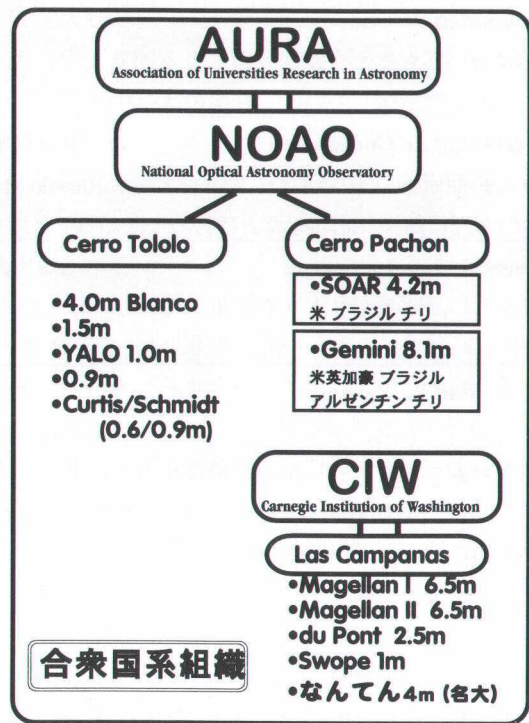 AURA
Association of Universities Research in Astronomy
NOAO
National Optical Astronomy Observatory
Cerro Tololo
•4.0m Blanco
•1.5m
•YALO 1.0m
•0.9m
•Curtis/Schmidt
(0.6/0.9m)
Cerro Pachon
•SOAR 4.2m
米 ブラジル チリ
•Gemini 8.1m
米英加豪 ブラジル
アルゼンチン チリ
CIW
Carnegie Institution of Washington
Las Campanas
•Magellan I 6.5m
•Magellan II 6.5m
•du Pont 2.5m
•Swope 1m
•なんてん4m (名大)
合衆国系組織